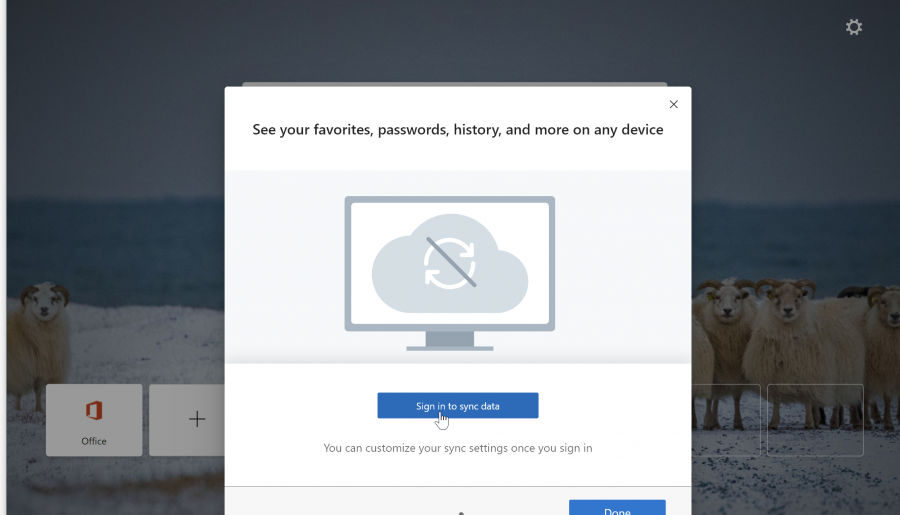 See your favorites, passwords, history, and more on any device
Sign in to sync data
You can customize your sync settings once you sign in
Office
Done